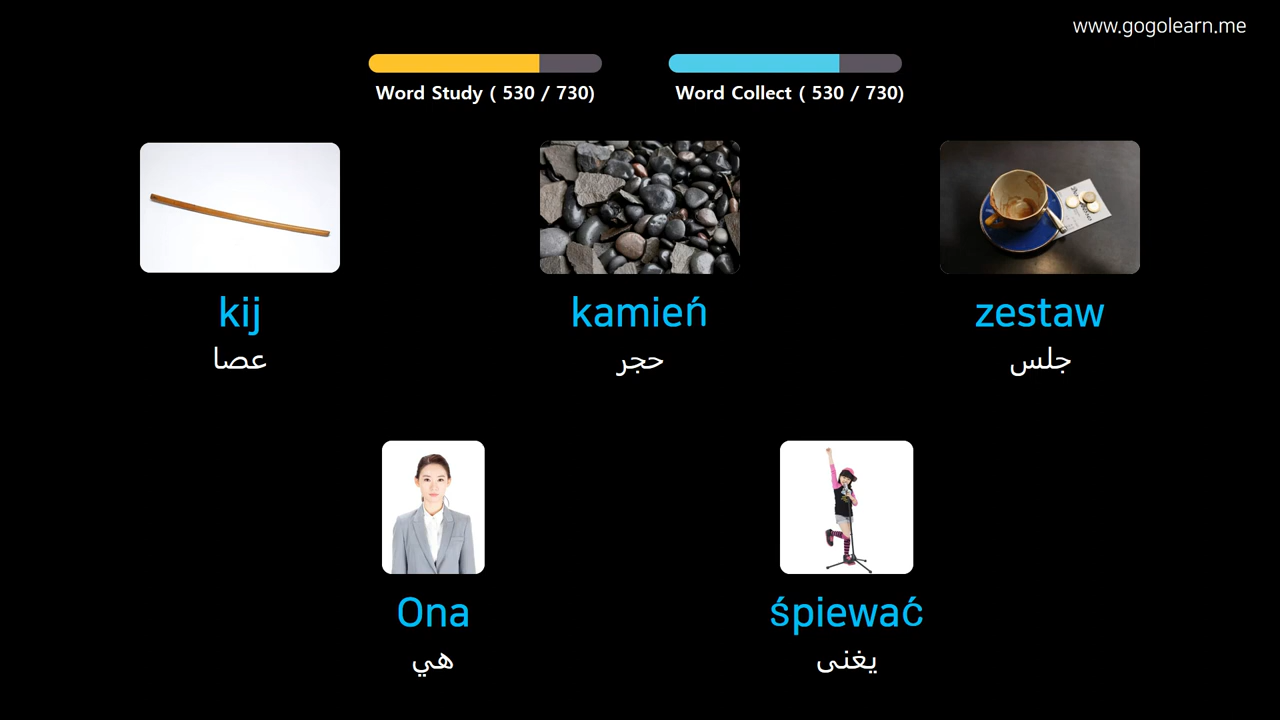 www.gogolearn.me
Word Study ( 530 / 730)
Word Collect ( 530 / 730)
kij
kamień
zestaw
عصا
حجر
جلس
Ona
śpiewać
هي
يغنى